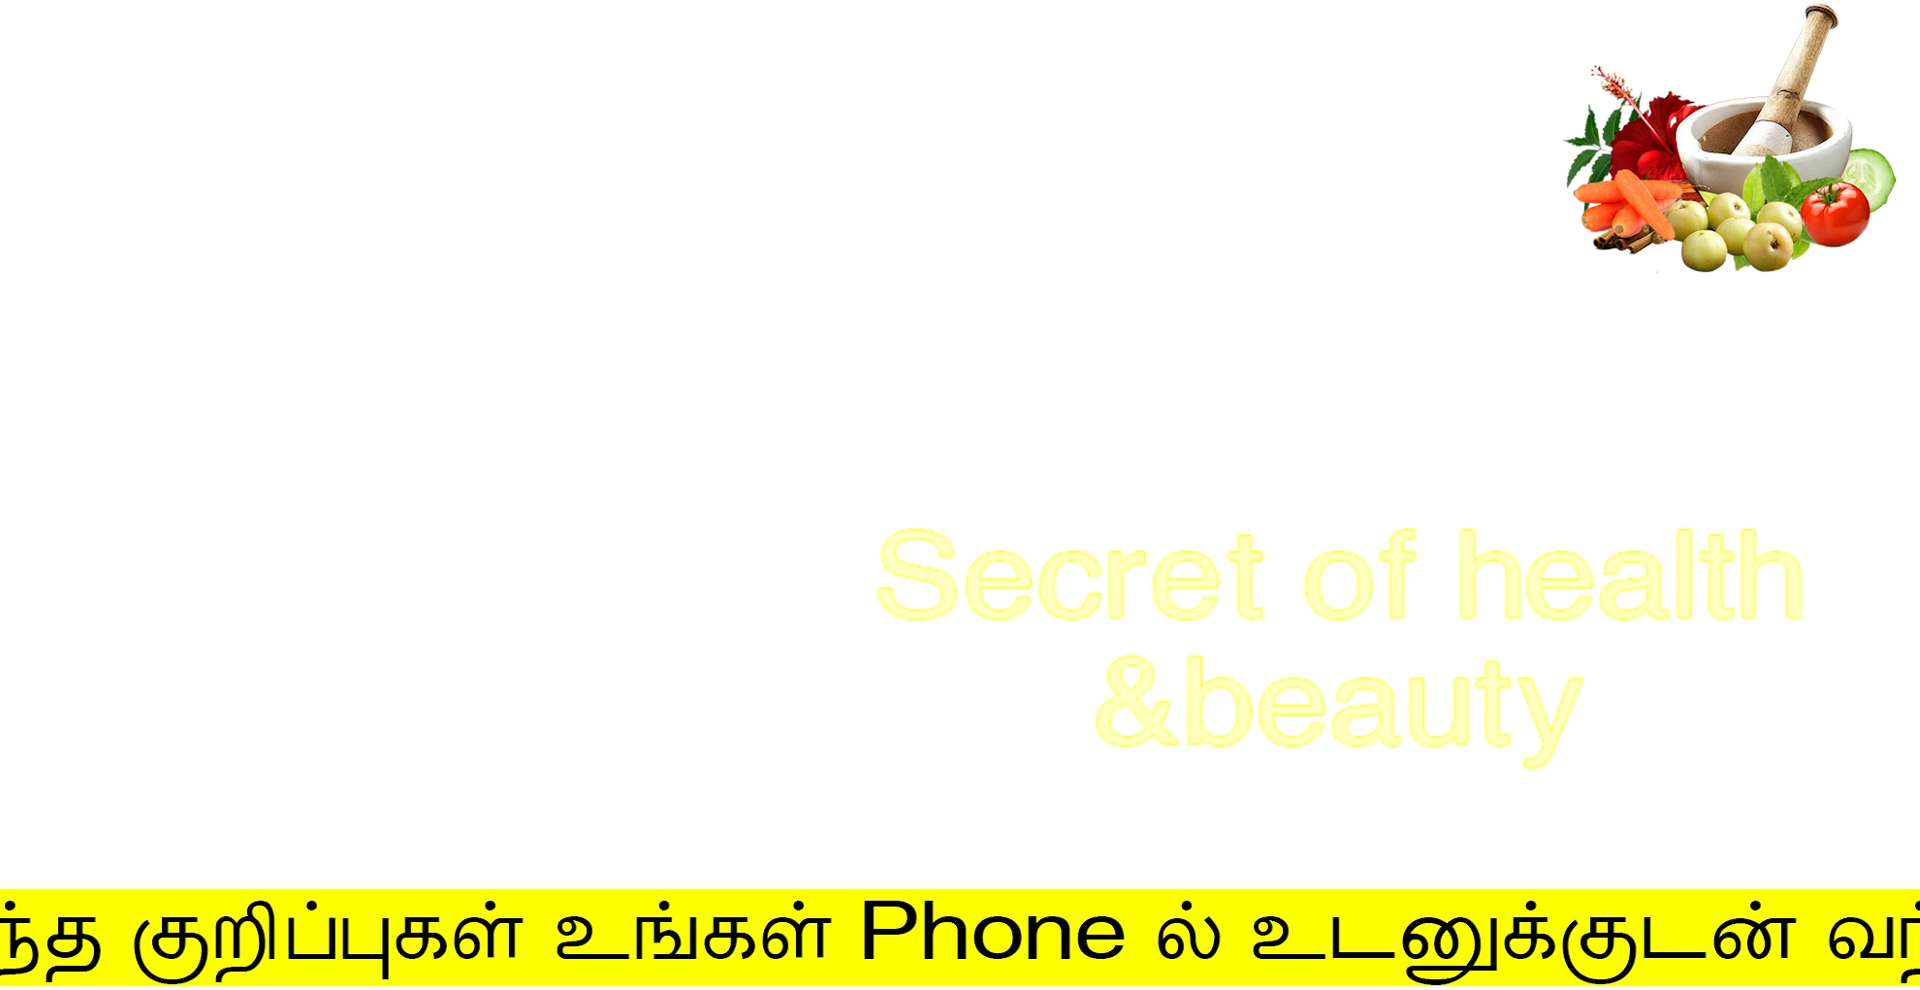 Secret of health
&beauty
குறிப்புகள் உங்கள் Phone ல் உடனுக்குடன்